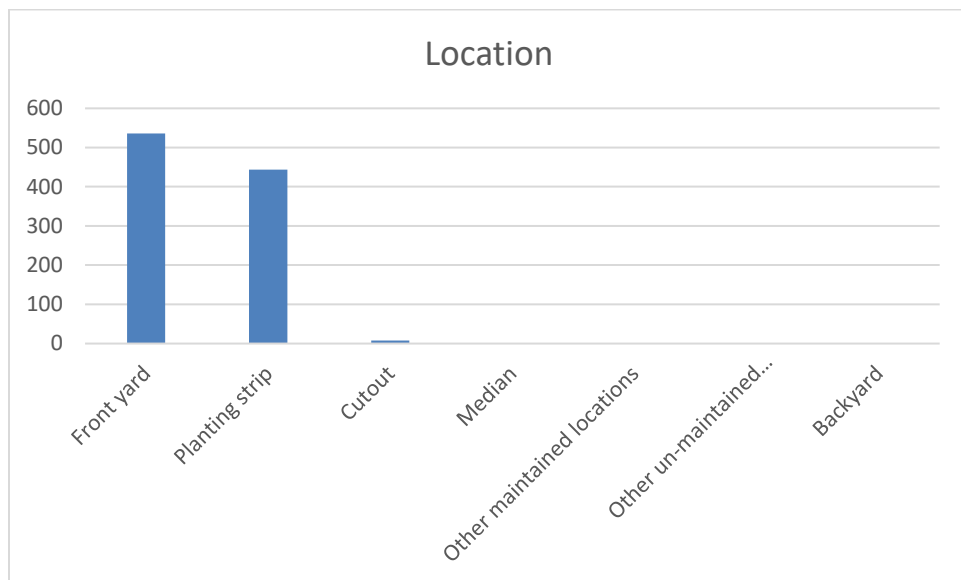 Location
600
500
400
300
200
100
0
Front yard
Planting strip
Cutout
Median
Other maintained locations
Other un-maintained...
Backyard